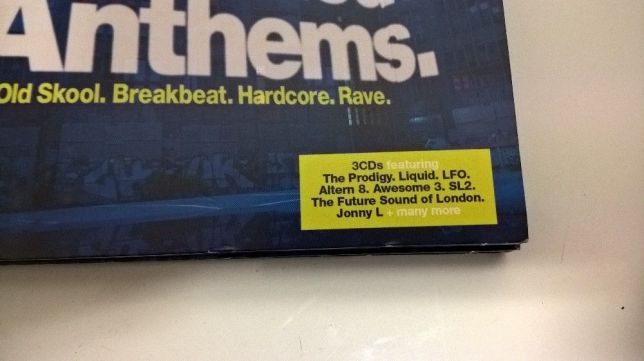 Anthems.
Old Skool. Breakbeat. Hardcore. Rave.
3CDs featuring
The Prodigy. Liquid. LFO.
Altern 8. Awesome 3. SL2.
The Future Sound of London.
Jonny L + many more